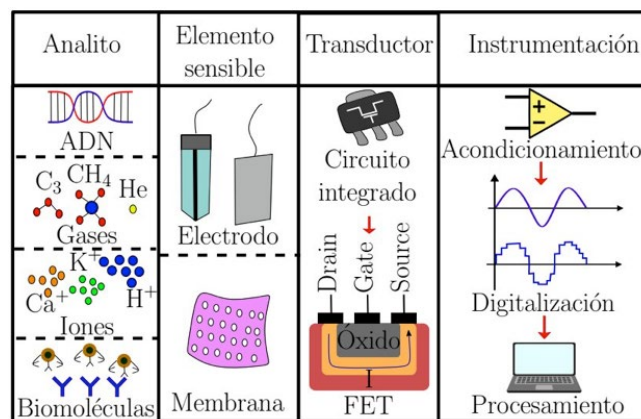 Analito
Elemento
sensible
Transductor
Instrumentación
ADN
C3
CH4
He
Gases
K+
Ca+
H+
Iones
Biomoléculas
Electrodo
Membrana
Circuito
integrado
Drain
Gate
Source
Óxido
I
FET
+
−
Acondicionamiento
Digitalización
Procesamiento